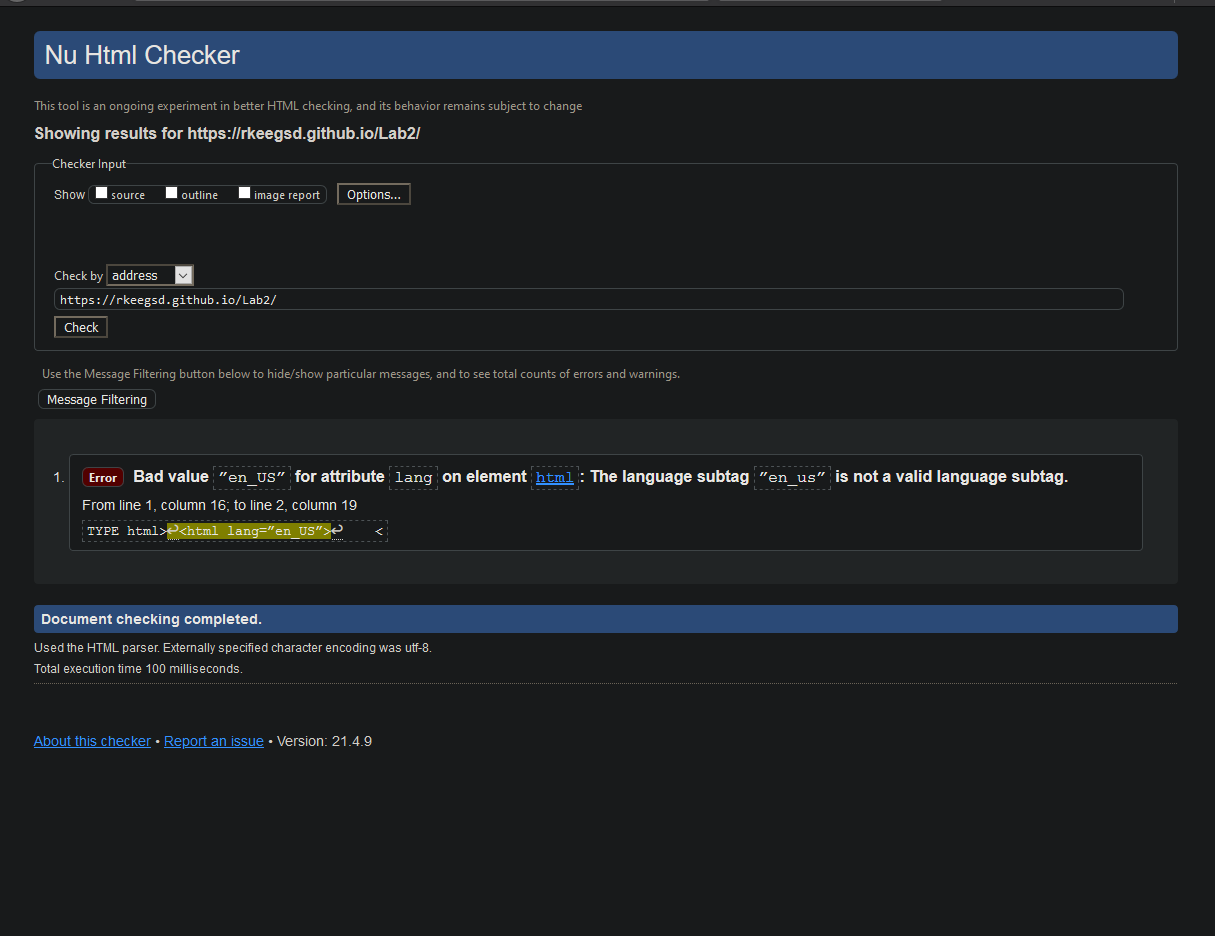 Nu Html Checker
This tool is an ongoing experiment in better HTML checking, and its behavior remains subject to change
Showing results for https://rkeegsd.github.io/Lab2/
Checker Input
Show source outline image report Options...
Check by address
https://rkeegsd.github.io/Lab2/
Check
Use the Message Filtering button below to hide/show particular messages, and to see total counts of errors and warnings.
Message Filtering
1. Error Bad value ”en_US” for attribute lang on element html: The language subtag ”en_us” is not a valid language subtag.
From line 1, column 16; to line 2, column 19
TYPE html>↩<html lang=”en_US”>↩ <
Document checking completed.
Used the HTML parser. Externally specified character encoding was utf-8.
Total execution time 100 milliseconds.
About this checker • Report an issue • Version: 21.4.9